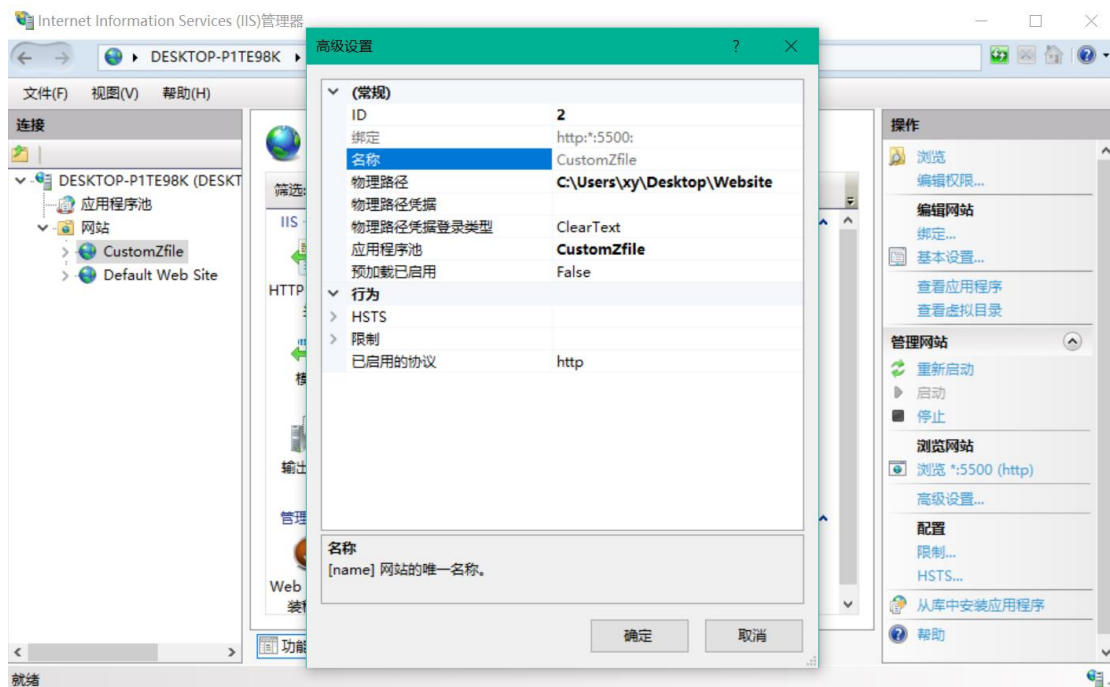 Internet Information Services (IIS)管理器
DESKTOP-P1TE98K
文件(F) 视图(V) 帮助(H)
连接
DESKTOP-P1TE98K (DESKT
应用程序池
网站
CustomZfile
Default Web Site
筛选:
IIS
HTTP
输出
管理
Web
功能
就绪
高级设置
(常规)
ID 2
绑定 http:*:5500:
名称 CustomZfile
物理路径 C:\Users\xy\Desktop\Website
物理路径凭据
物理路径凭据登录类型 ClearText
应用程序池 CustomZfile
预加载已启用 False
行为
HSTS
限制
已启用的协议 http
名称
[name] 网站的唯一名称。
确定 取消
操作
浏览
编辑权限...
编辑网站
绑定...
基本设置...
查看应用程序
查看虚拟目录
管理网站
重新启动
启动
停止
浏览网站
浏览 *:5500 (http)
高级设置...
配置
限制...
HSTS...
从库中安装应用程序
帮助